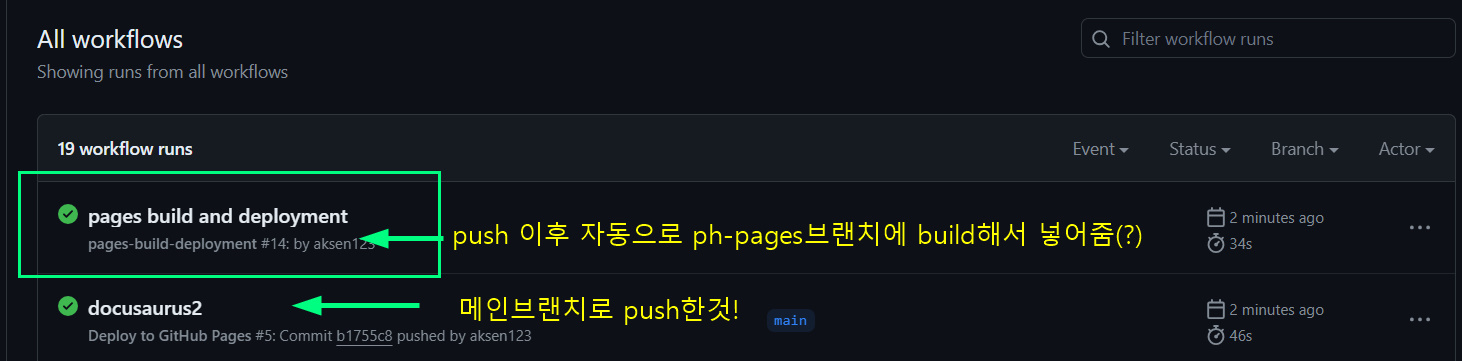 All workflows
Filter workflow runs
Showing runs from all workflows
19 workflow runs
Event
Status
Branch
Actor
pages build and deployment
pages-build-deployment #14: by aksen123
push 이후 자동으로 ph-pages브랜치에 build해서 넣어줌(?)
2 minutes ago
34s
docusaurus2
Deploy to GitHub Pages #5: Commit b1755c8 pushed by aksen123
메인브랜치로 push한것!
main
2 minutes ago
46s